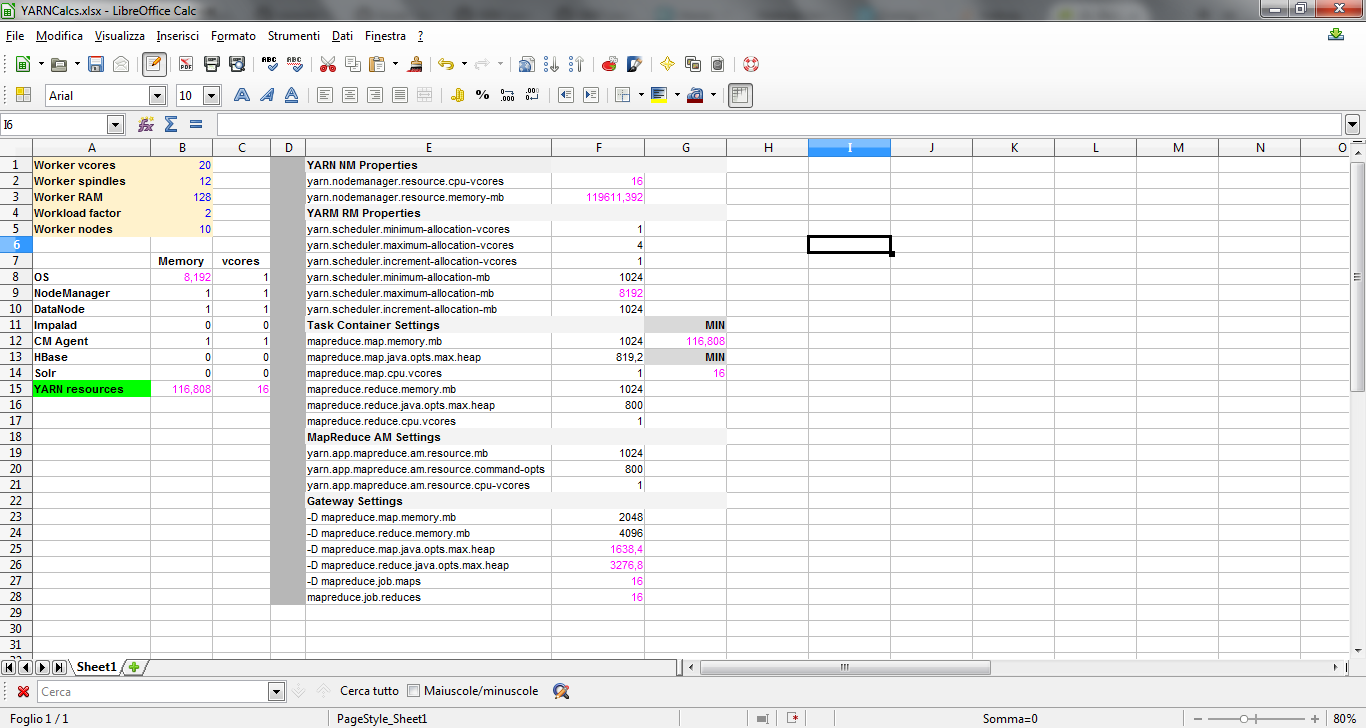 YARNCalcs.xlsx - LibreOffice Calc
File Modifica Visualizza Inserisci Formato Strumenti Dati Finestra ?
Arial 10
I6
A B C D E F G H I J K L M N O
1 Worker vcores 20 YARN NM Properties
2 Worker spindles 12 yarn.nodemanager.resource.cpu-vcores 16
3 Worker RAM 128 yarn.nodemanager.resource.memory-mb 119611,392
4 Workload factor 2 YARM RM Properties
5 Worker nodes 10 yarn.scheduler.minimum-allocation-vcores 1
6 yarn.scheduler.maximum-allocation-vcores 4
7 Memory vcores yarn.scheduler.increment-allocation-vcores 1
8 OS 8,192 1 yarn.scheduler.minimum-allocation-mb 1024
9 NodeManager 1 1 yarn.scheduler.maximum-allocation-mb 8192
10 DataNode 1 1 yarn.scheduler.increment-allocation-mb 1024
11 Impalad 0 0 Task Container Settings MIN
12 CM Agent 1 1 mapreduce.map.memory.mb 1024 116,808
13 HBase 0 0 mapreduce.map.java.opts.max.heap 819,2 MIN
14 Solr 0 0 mapreduce.map.cpu.vcores 1 16
15 YARN resources 116,808 16 mapreduce.reduce.memory.mb 1024
16 mapreduce.reduce.java.opts.max.heap 800
17 mapreduce.reduce.cpu.vcores 1
18 MapReduce AM Settings
19 yarn.app.mapreduce.am.resource.mb 1024
20 yarn.app.mapreduce.am.resource.command-opts 800
21 yarn.app.mapreduce.am.resource.cpu-vcores 1
22 Gateway Settings
23 -D mapreduce.map.memory.mb 2048
24 -D mapreduce.reduce.memory.mb 4096
25 -D mapreduce.map.java.opts.max.heap 1638,4
26 -D mapreduce.reduce.java.opts.max.heap 3276,8
27 -D mapreduce.job.maps 16
28 mapreduce.job.reduces 16
29
30
31
Sheet1
Cerca Cerca tutto Maiuscole/minuscole
Foglio 1 / 1 PageStyle_Sheet1 Somma=0 80%